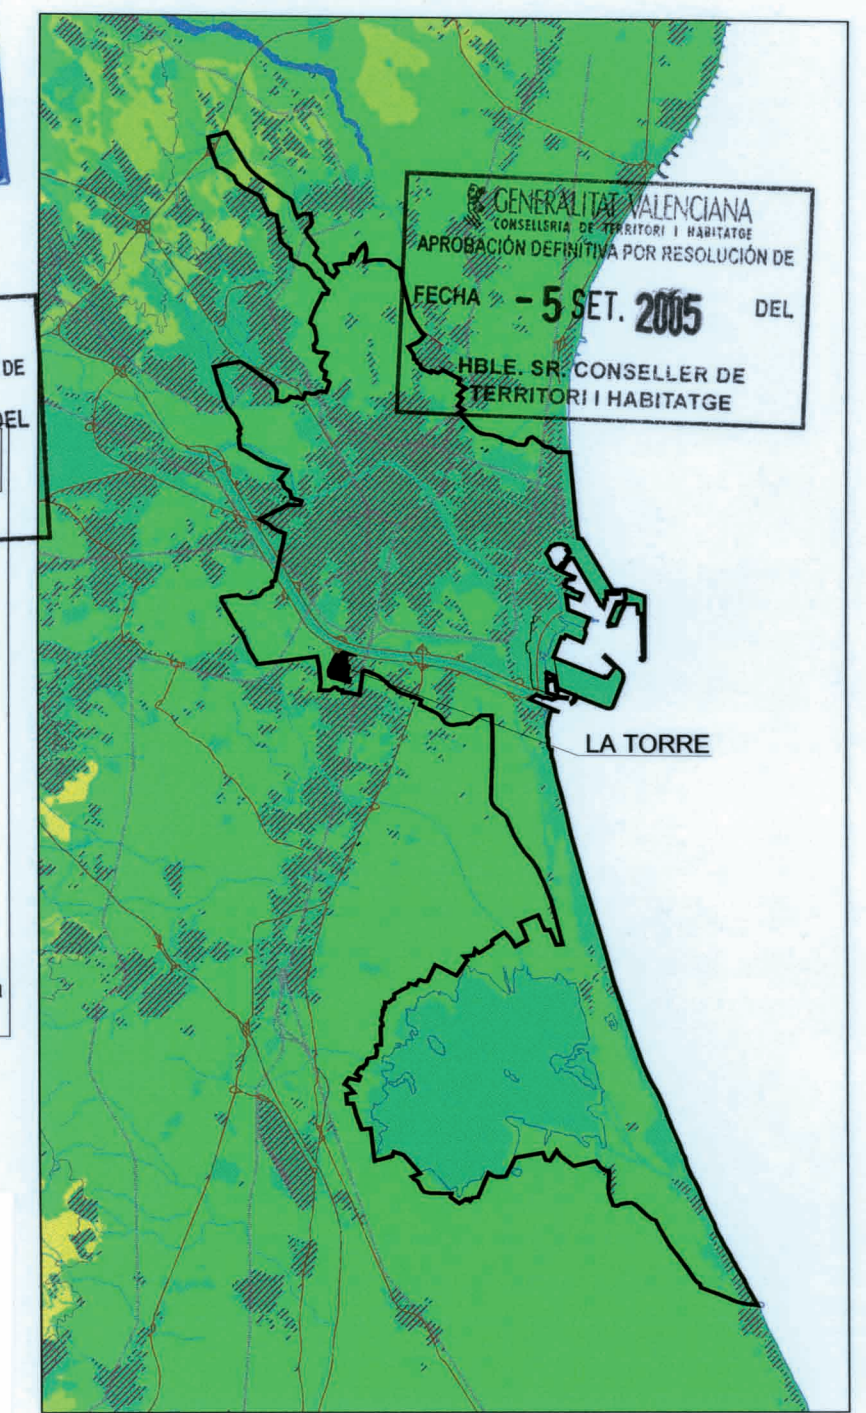 GENERALITAT VALENCIANA
CONSELLERIA DE TERRITORI I HABITATGE
APROBACIÓN DEFINITIVA POR RESOLUCIÓN DE
FECHA - 5 SET. 2005 DEL
HBLE. SR. CONSELLER DE
TERRITORI I HABITATGE
DE
DEL
LA TORRE